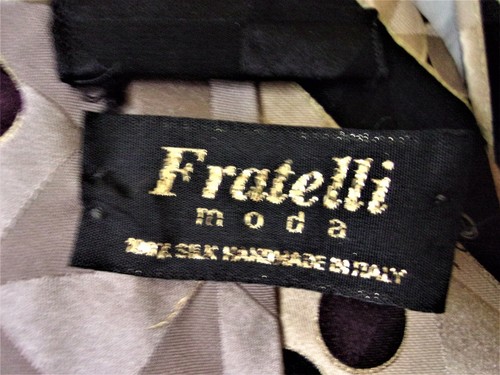 Fratelli
moda
100% SILK HANDMADE IN ITALY